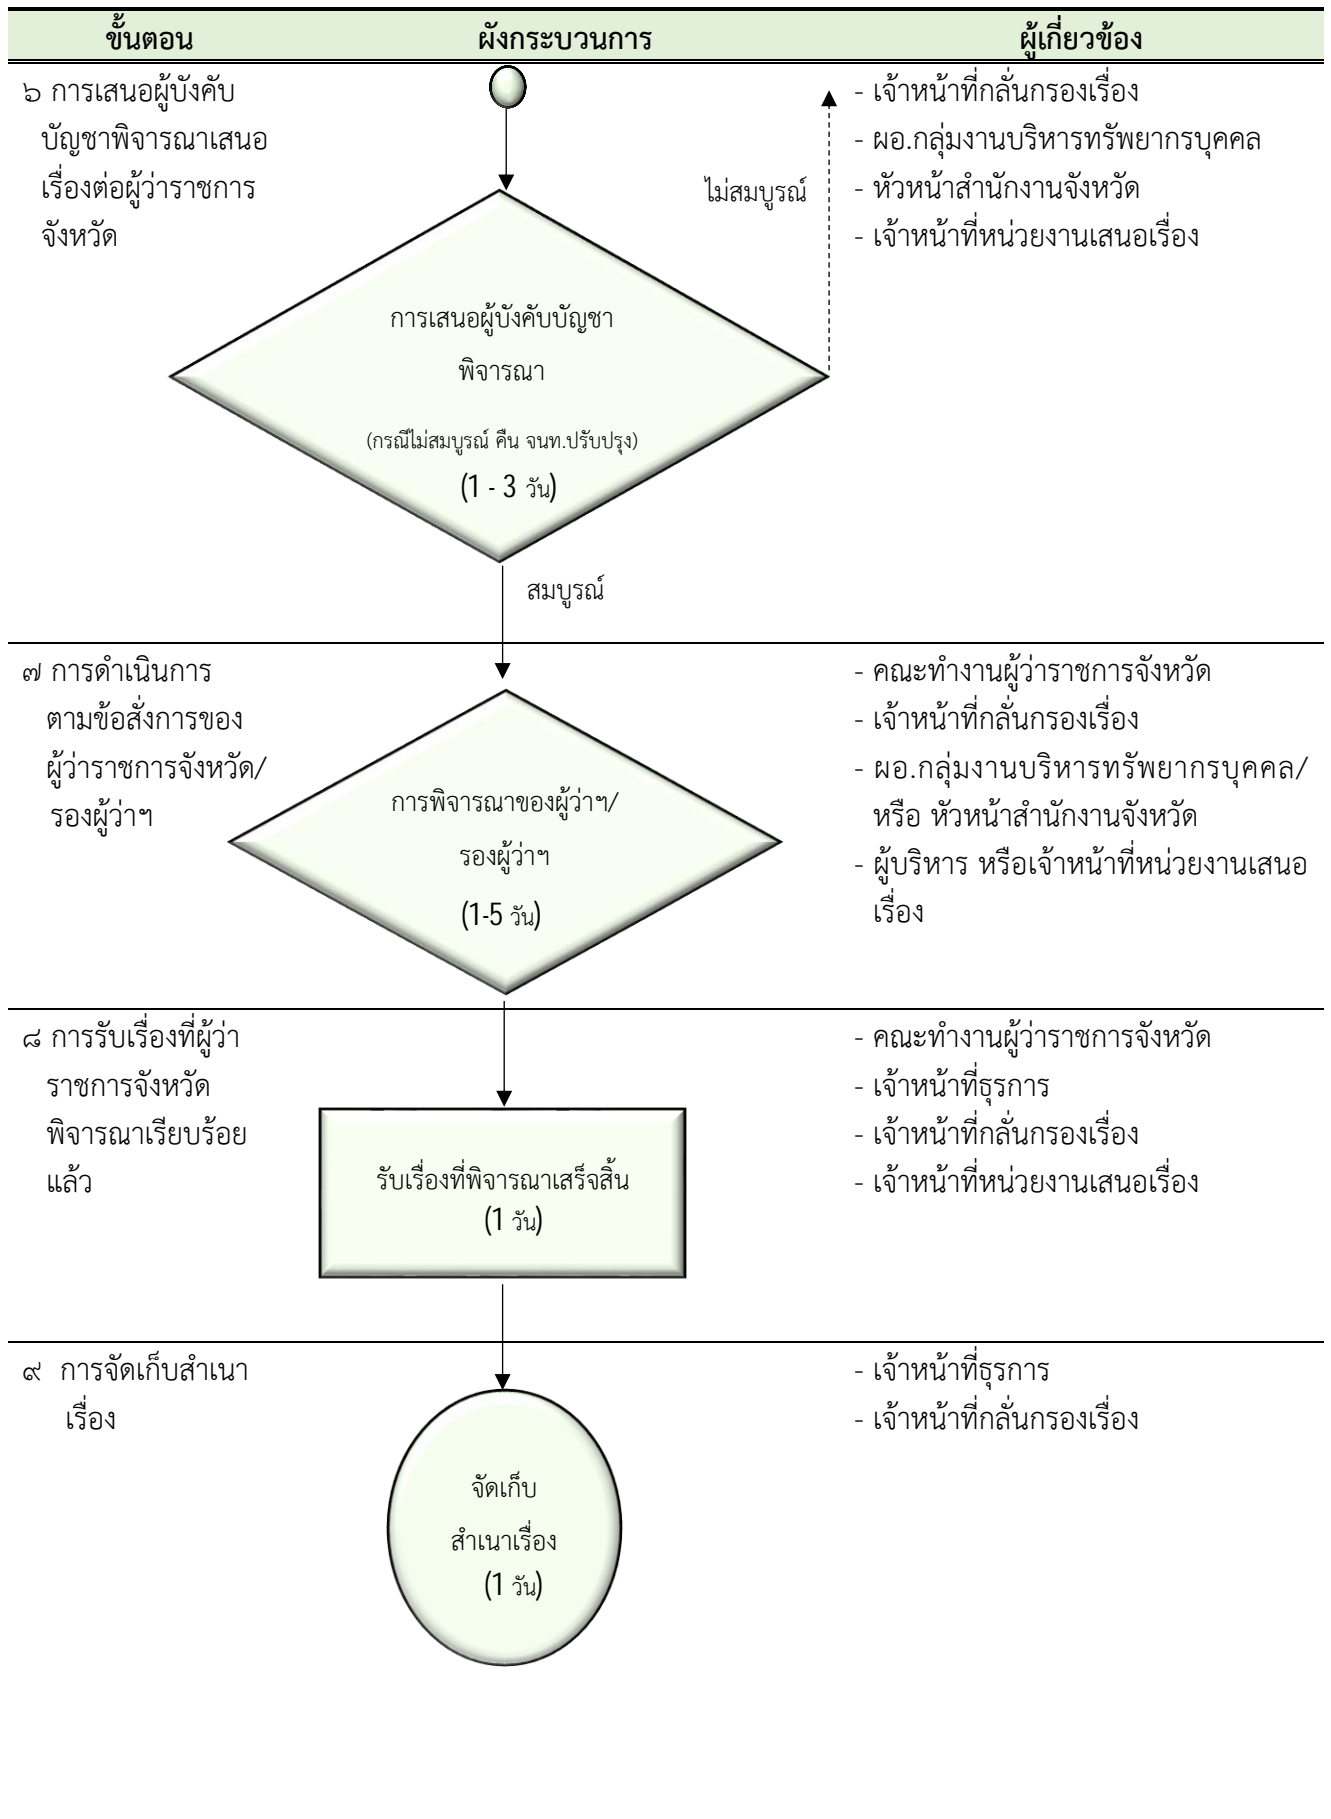 ขั้นตอน ผังกระบวนการ ผู้เกี่ยวข้อง
๖ การเสนอผู้บังคับ
บัญชาพิจารณาเสนอ
เรื่องต่อผู้ว่าราชการ
จังหวัด
ไม่สมบูรณ์
การเสนอผู้บังคับบัญชา
พิจารณา
(กรณีไม่สมบูรณ์ คืน จนท.ปรับปรุง)
(1 - 3 วัน)
สมบูรณ์
- เจ้าหน้าที่กลั่นกรองเรื่อง
- ผอ.กลุ่มงานบริหารทรัพยากรบุคคล
- หัวหน้าสำนักงานจังหวัด
- เจ้าหน้าที่หน่วยงานเสนอเรื่อง
๗ การดำเนินการ
ตามข้อสั่งการของ
ผู้ว่าราชการจังหวัด/
รองผู้ว่าฯ
การพิจารณาของผู้ว่าฯ/
รองผู้ว่าฯ
(1-5 วัน)
- คณะทำงานผู้ว่าราชการจังหวัด
- เจ้าหน้าที่กลั่นกรองเรื่อง
- ผอ.กลุ่มงานบริหารทรัพยากรบุคคล/
หรือ หัวหน้าสำนักงานจังหวัด
- ผู้บริหาร หรือเจ้าหน้าที่หน่วยงานเสนอ
เรื่อง
๘ การรับเรื่องที่ผู้ว่า
ราชการจังหวัด
พิจารณาเรียบร้อย
แล้ว
รับเรื่องที่พิจารณาเสร็จสิ้น
(1 วัน)
- คณะทำงานผู้ว่าราชการจังหวัด
- เจ้าหน้าที่ธุรการ
- เจ้าหน้าที่กลั่นกรองเรื่อง
- เจ้าหน้าที่หน่วยงานเสนอเรื่อง
๙ การจัดเก็บสำเนา
เรื่อง
จัดเก็บ
สำเนาเรื่อง
(1 วัน)
- เจ้าหน้าที่ธุรการ
- เจ้าหน้าที่กลั่นกรองเรื่อง